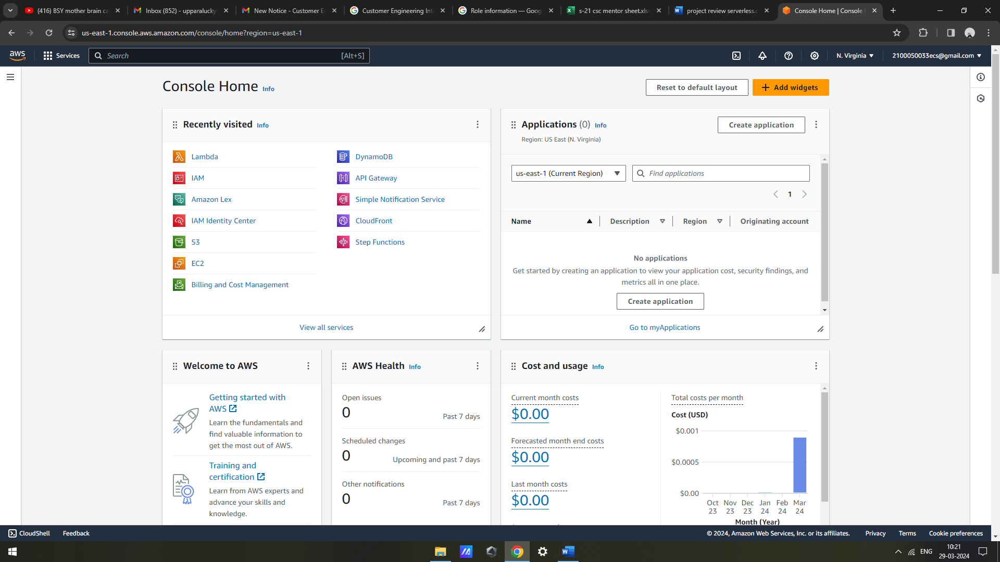 (416) BSY mother brain ca
Inbox (852) - upparalucky
New Notice - Customer E
Customer Engineering Int
Role information — Goog
s-21 csc mentor sheet.xlsx
project review serverless.c
Console Home | Console
us-east-1.console.aws.amazon.com/console/home?region=us-east-1
aws
Services
Search
[Alt+S]
N. Virginia
2100050033ecs@gmail.com
Console Home Info
Reset to default layout
Add widgets
Recently visited Info
Lambda
IAM
Amazon Lex
IAM Identity Center
S3
EC2
Billing and Cost Management
DynamoDB
API Gateway
Simple Notification Service
CloudFront
Step Functions
View all services
Applications (0) Info
Region: US East (N. Virginia)
Create application
us-east-1 (Current Region)
Find applications
1
Name
Description
Region
Originating account
No applications
Get started by creating an application to view your application cost, security findings, and
metrics all in one place.
Create application
Go to myApplications
Welcome to AWS
Getting started with
AWS
Learn the fundamentals and
find valuable information to
get the most out of AWS.
Training and
certification
Learn from AWS experts and
advance your skills and
knowledge.
AWS Health Info
Open issues
0
Past 7 days
Scheduled changes
0
Upcoming and past 7 days
Other notifications
0
Past 7 days
Cost and usage Info
Current month costs
$0.00
Forecasted month end costs
$0.00
Last month costs
$0.00
Total costs per month
Cost (USD)
$0.001
$0.0005
$0.00
Oct Nov Dec Jan Feb Mar
23 23 23 24 24 24
Month (Year)
CloudShell
Feedback
© 2024, Amazon Web Services, Inc. or its affiliates.
Privacy
Terms
Cookie preferences
ENG
10:21
29-03-2024